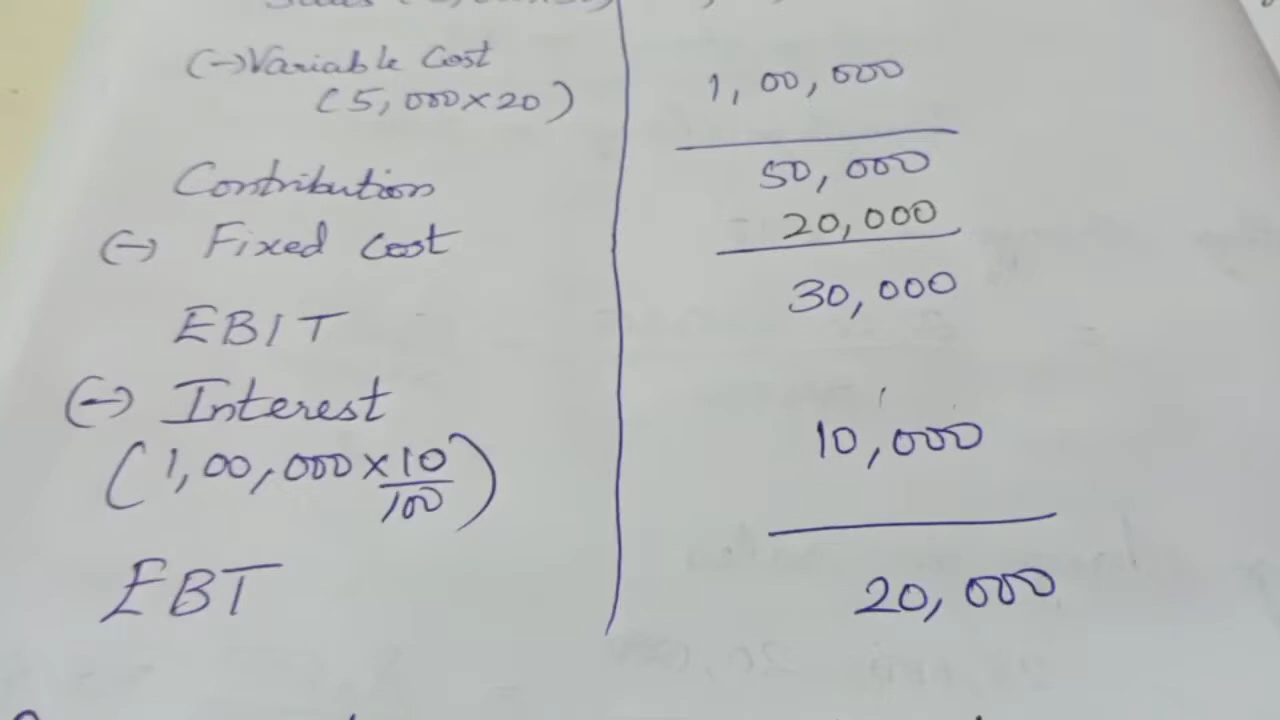 (-) Variable Cost
(5,000×20) 1,00,000
Contribution 50,000
(-) Fixed Cost 20,000
EBIT 30,000
(-) Interest
(1,00,000×10/100) 10,000
EBT 20,000